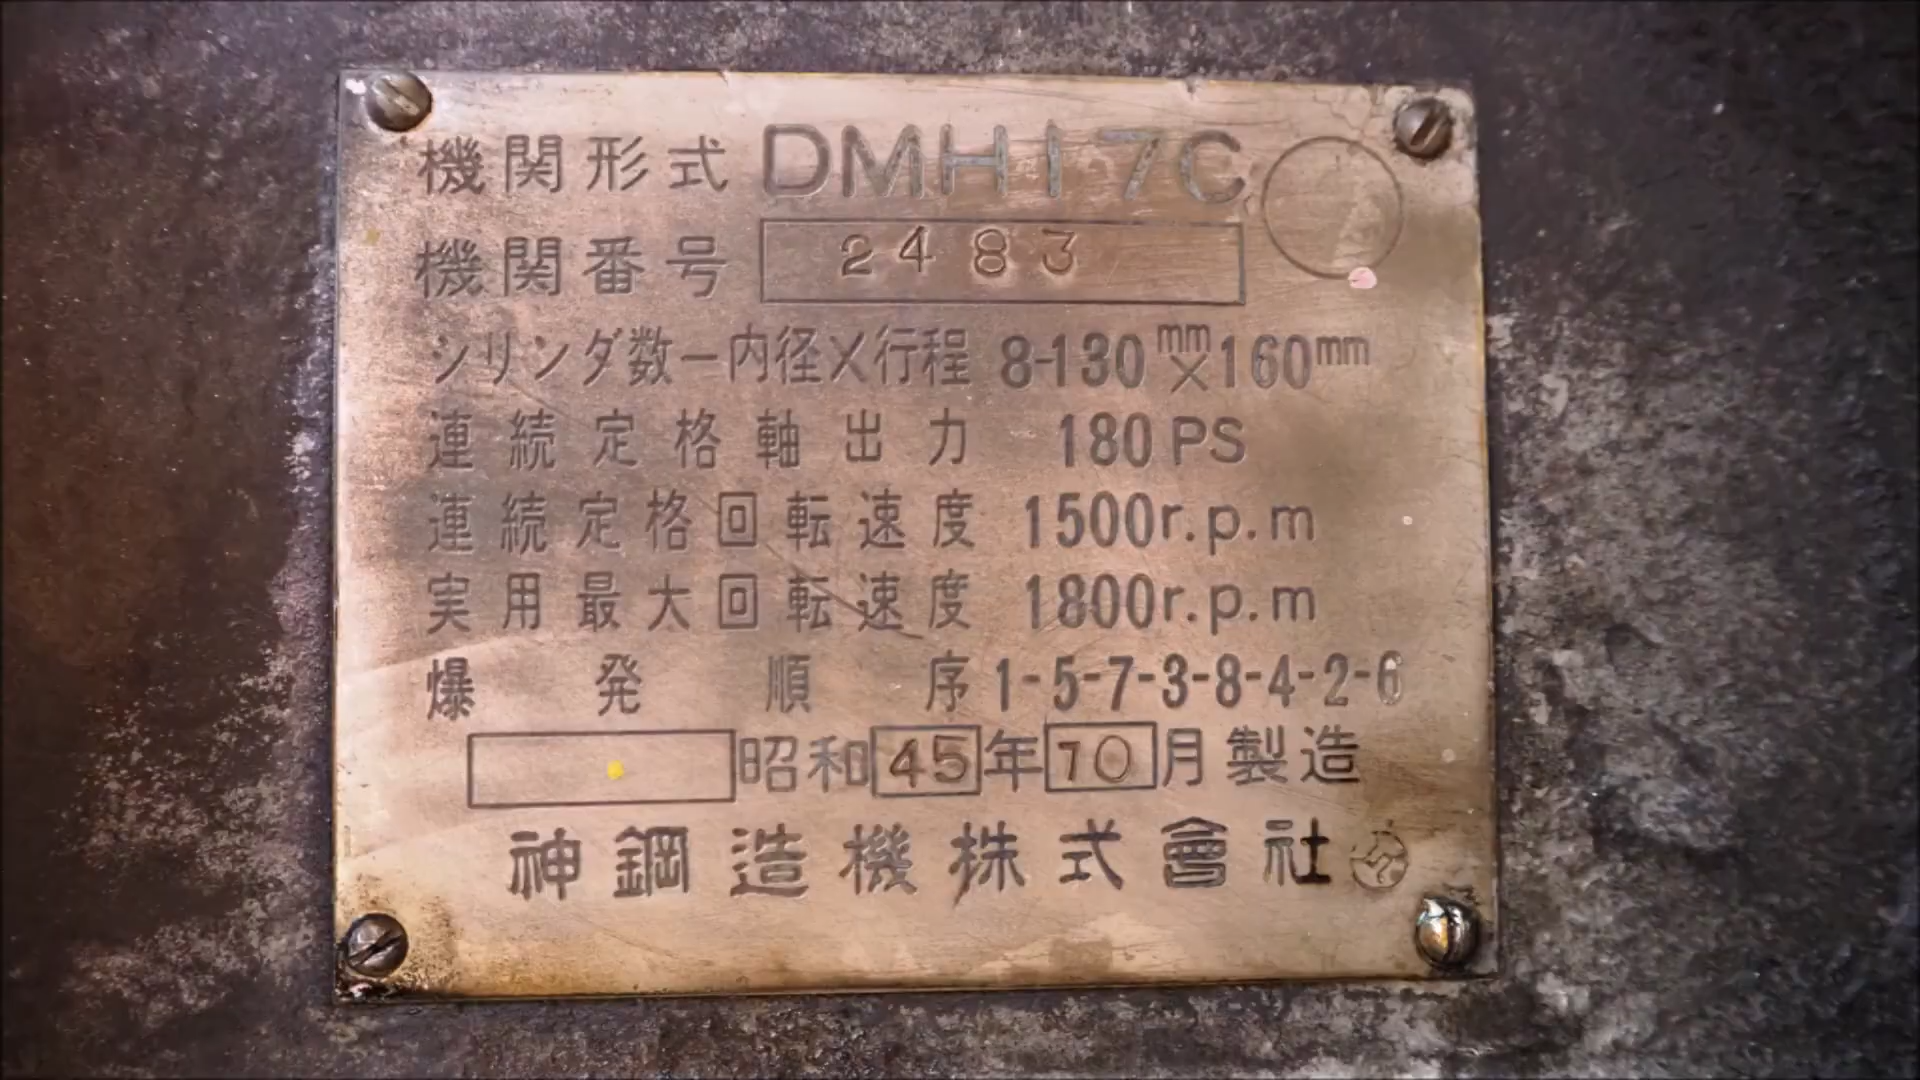 機関形式 DMH17C
機関番号 2483
シリンダ数ー内径×行程 8-130mm×160mm
連続定格軸出力 180PS
連続定格回転速度 1500r.p.m
実用最大回転速度 1800r.p.m
爆発順序 1-5-7-3-8-4-2-6
昭和45年10月製造
神鋼造機株式會社